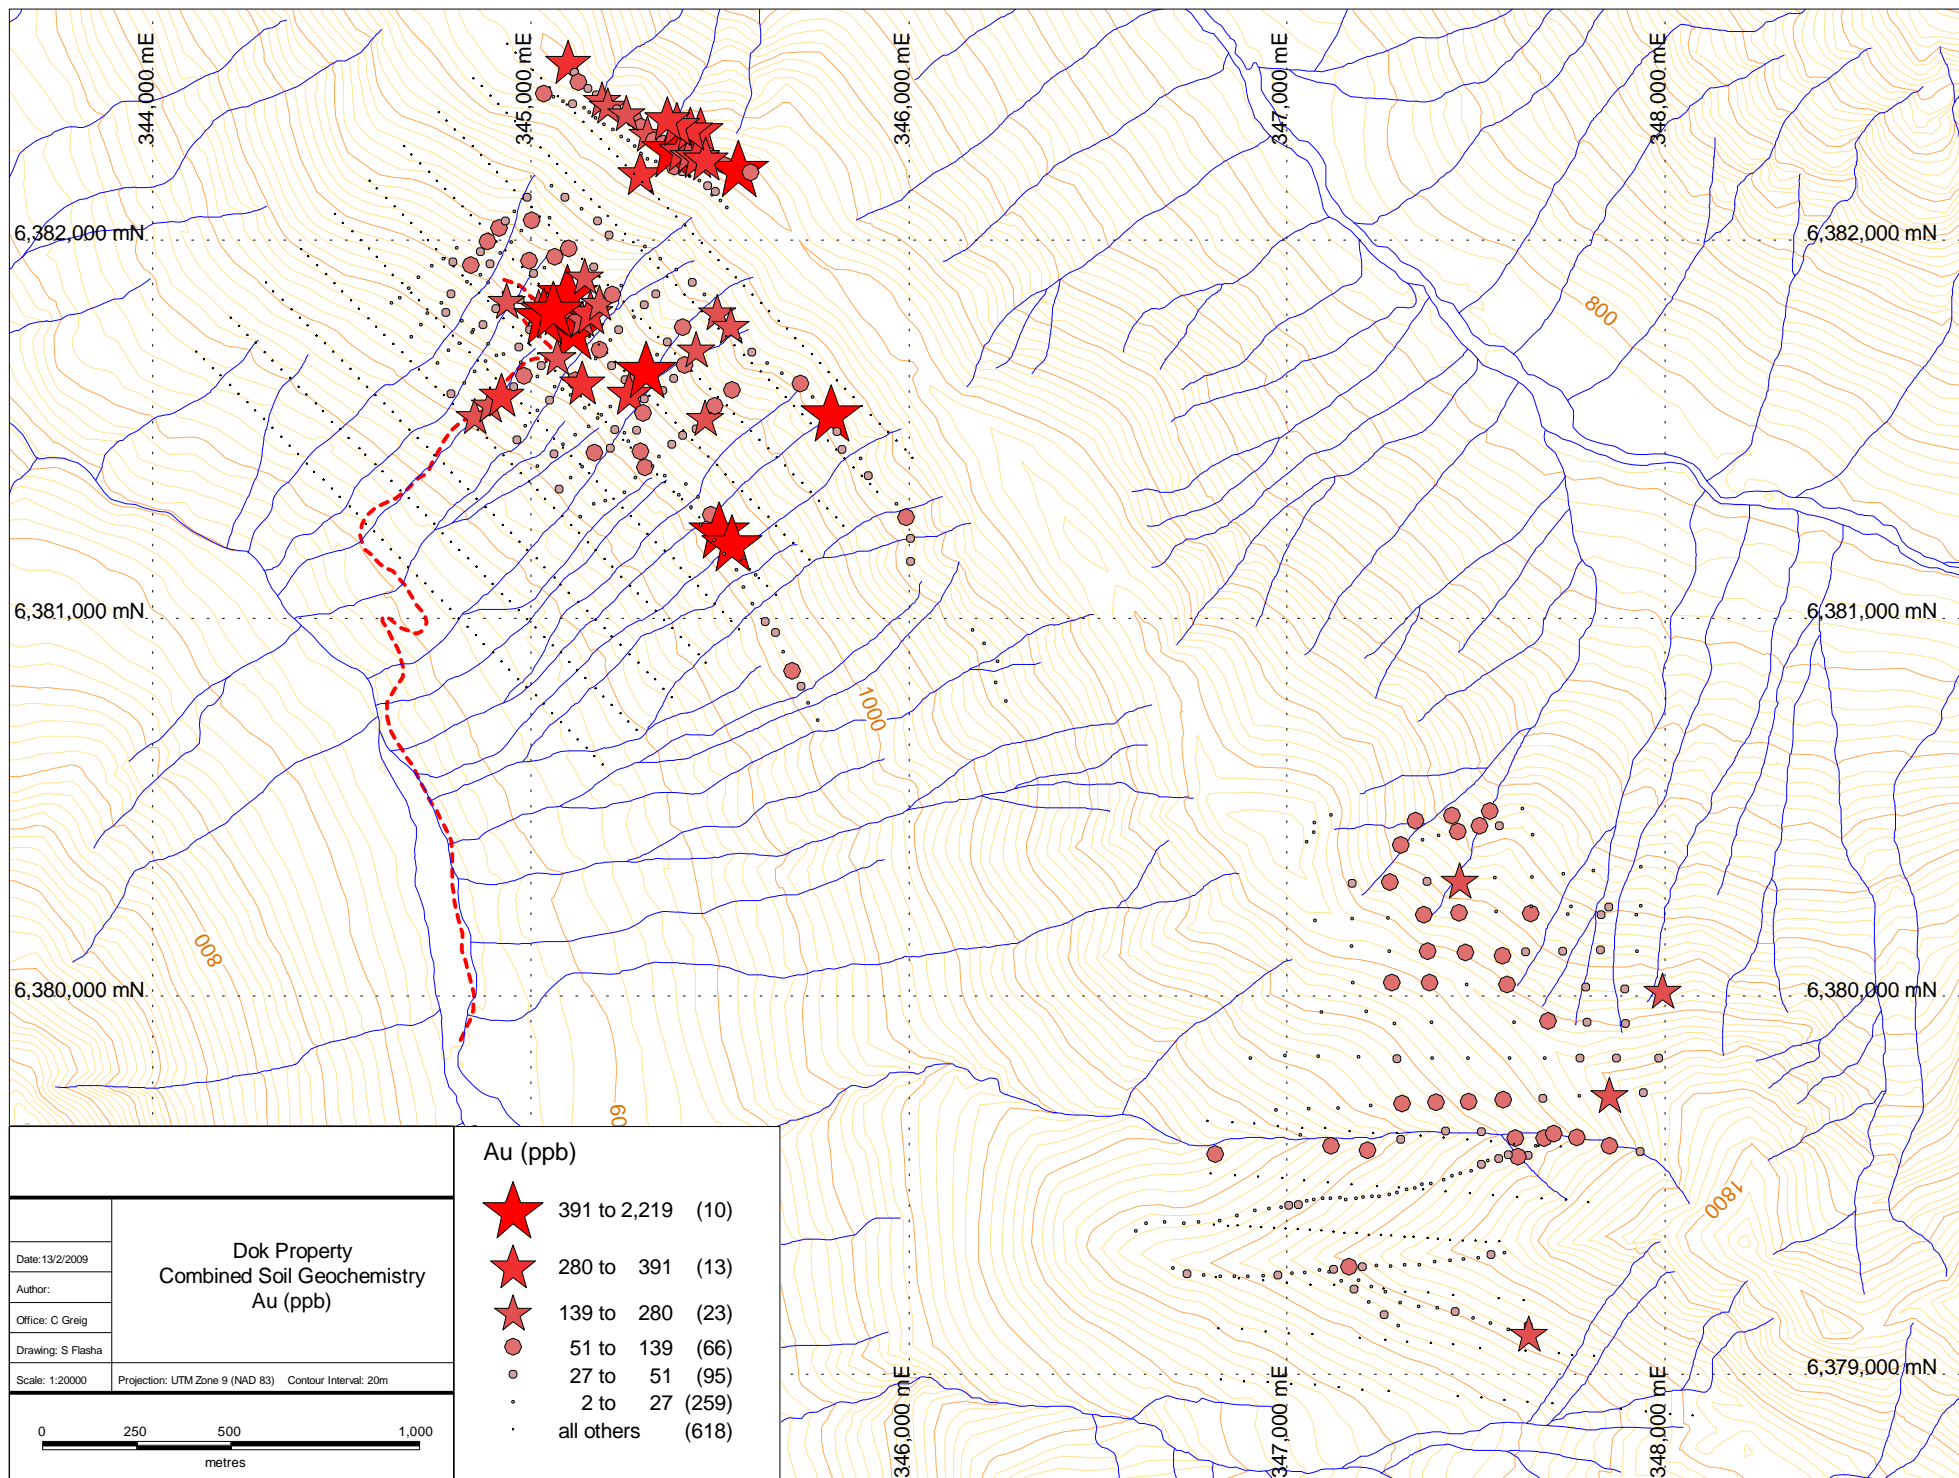 344,000 mE
345,000 mE
346,000 mE
347,000 mE
348,000 mE
6,382,000 mN
6,382,000 mN
800
6,381,000 mN
6,381,000 mN
1000
800
6,380,000 mN
6,380,000 mN
60
1800
6,379,000 mN
346,000 mE
347,000 mE
348,000 mE
Au (ppb)
391 to 2,219 (10)
280 to 391 (13)
139 to 280 (23)
51 to 139 (66)
27 to 51 (95)
2 to 27 (259)
all others (618)
Dok Property
Combined Soil Geochemistry
Au (ppb)
Date:13/2/2009
Author:
Office: C Greig
Drawing: S Flasha
Scale: 1:20000
Projection: UTM Zone 9 (NAD 83) Contour Interval: 20m
0 250 500 1,000
metres